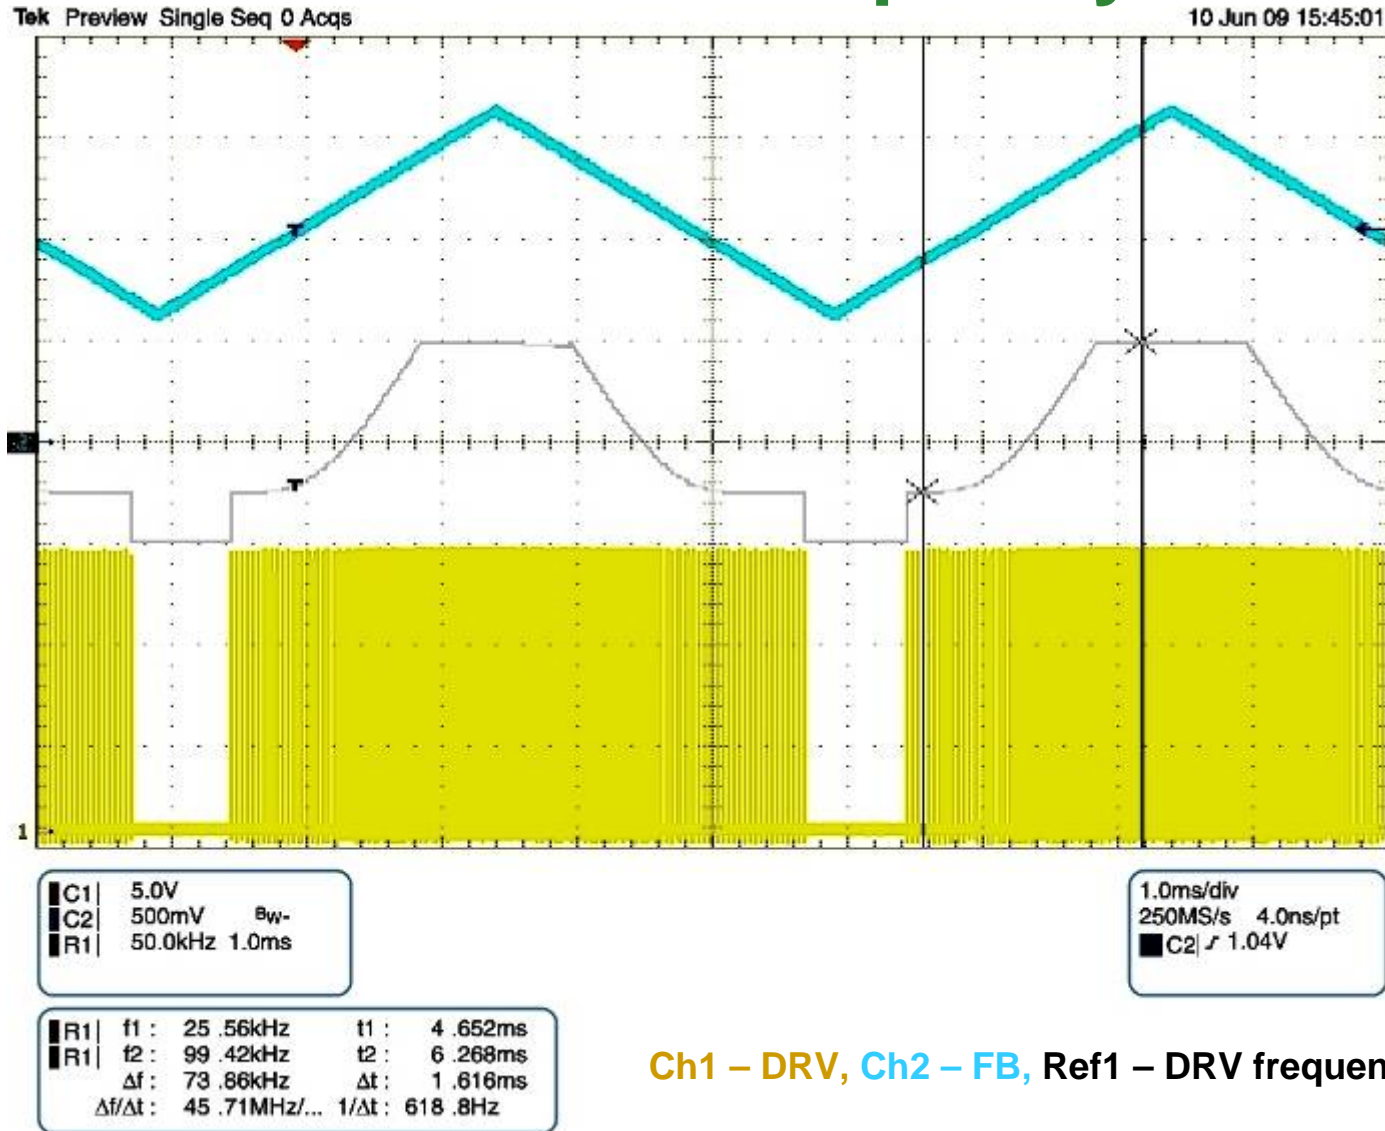 Tek Preview Single Seq 0 Acqs 10 Jun 09 15:45:01
T
T
1
C1 5.0V
C2 500mV BW-
R1 50.0kHz 1.0ms
1.0ms/div
250MS/s 4.0ns/pt
C2 1.04V
R1 f1 : 25 .56kHz t1 : 4 .652ms
R1 f2 : 99 .42kHz t2 : 6 .268ms
Δf : 73 .86kHz Δt : 1 .616ms
Δf/Δt : 45 .71MHz/... 1/Δt : 618 .8Hz
Ch1 – DRV, Ch2 – FB, Ref1 – DRV frequen